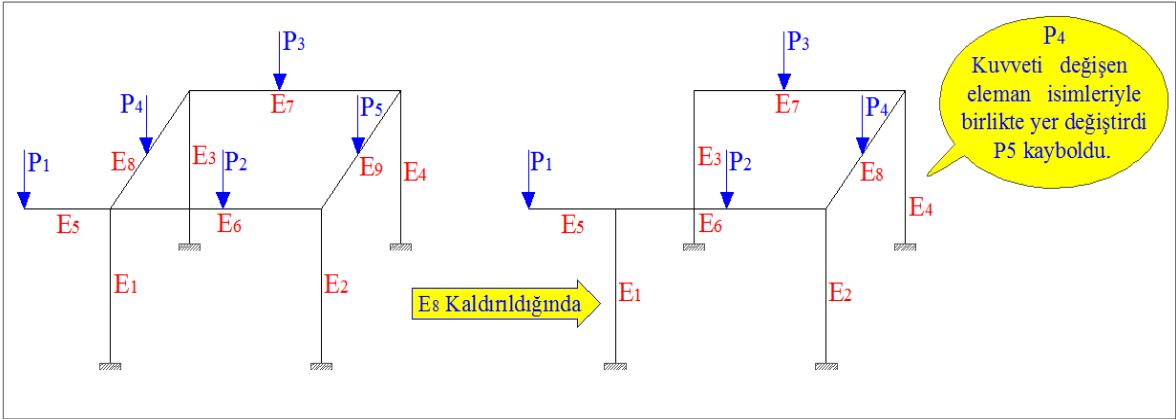 P3
P4
E7
P5
P1
E8
E3
P2
E9
E4
E5
E6
E1
E2
E8 Kaldırıldığında
P3
E7
P4
P1
E3
P2
E8
E5
E6
E4
E1
E2
P4
Kuvveti değişen
eleman isimleriyle
birlikte yer değiştirdi
P5 kayboldu.